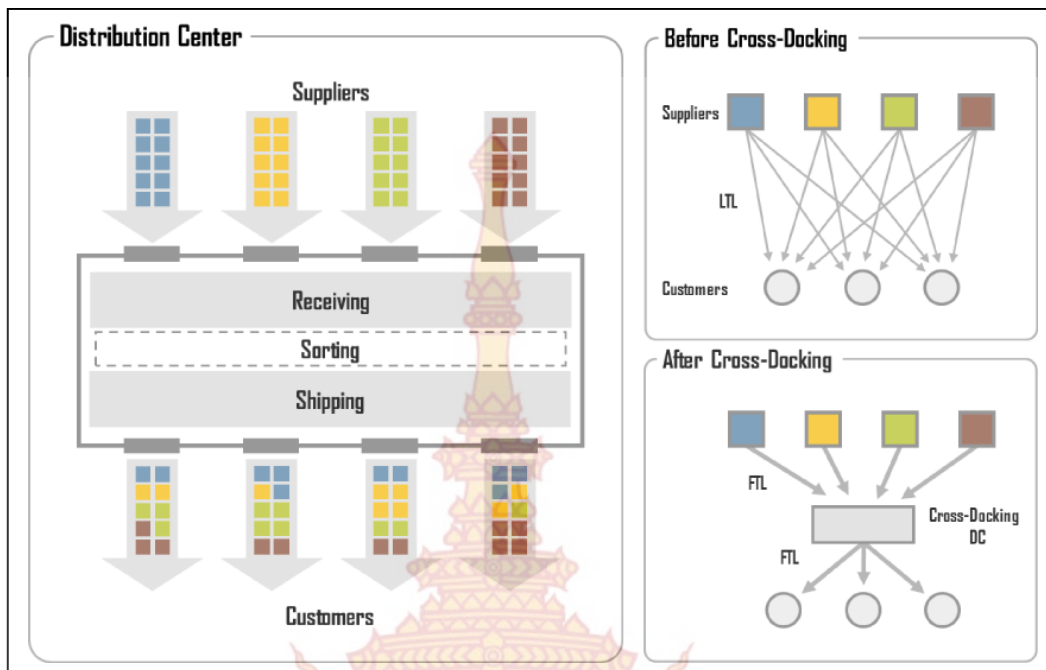 Distribution Center
Suppliers
Receiving
Sorting
Shipping
Customers
Before Cross-Docking
Suppliers
LTL
Customers
After Cross-Docking
FTL
Cross-Docking
DC
FTL